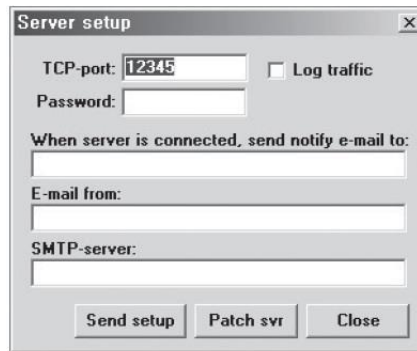 Server setup
TCP-port: 12345 Log traffic
Password:
When server is connected, send notify e-mail to:
E-mail from:
SMTP-server:
Send setup Patch svr Close